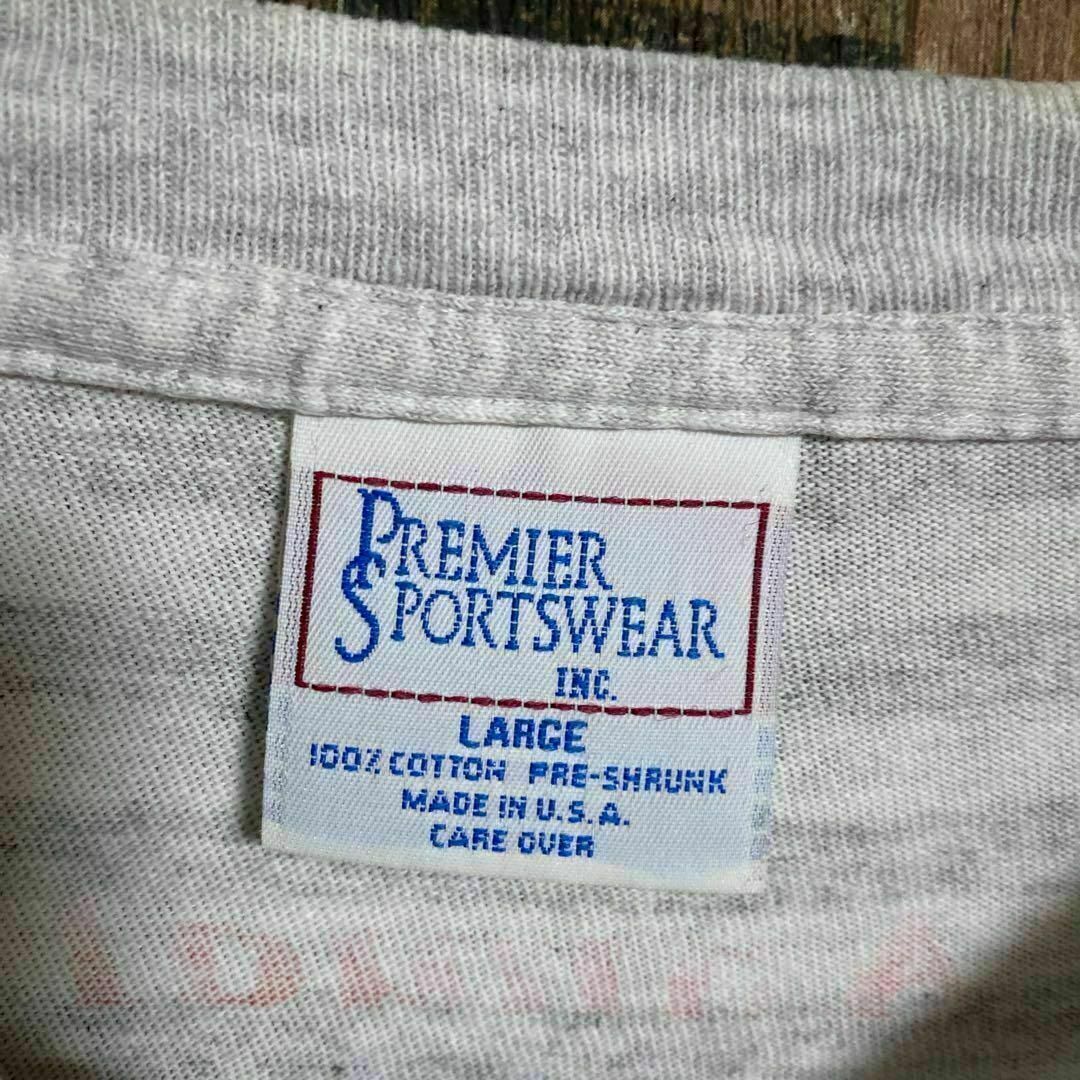 PREMIER
SPORTSWEAR
INC.
LARGE
100% COTTON PRE-SHRUNK
MADE IN U.S.A.
CARE OVER